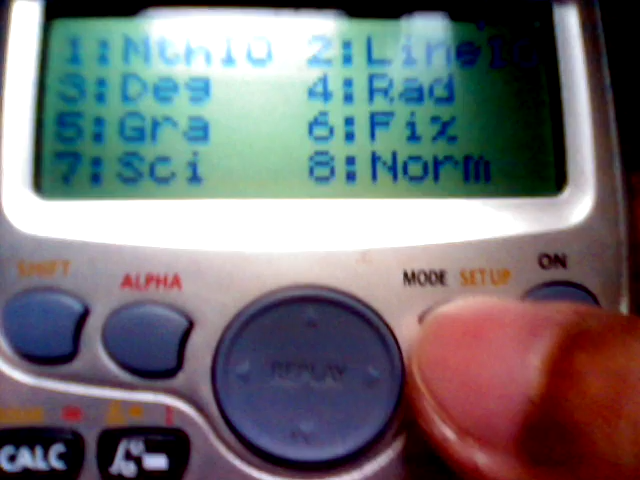 1:MthIO 2:LineIO
3:Deg 4:Rad
5:Gra 6:Fix
7:Sci 8:Norm
SHIFT ALPHA MODE SETUP ON
REPLAY
CALC